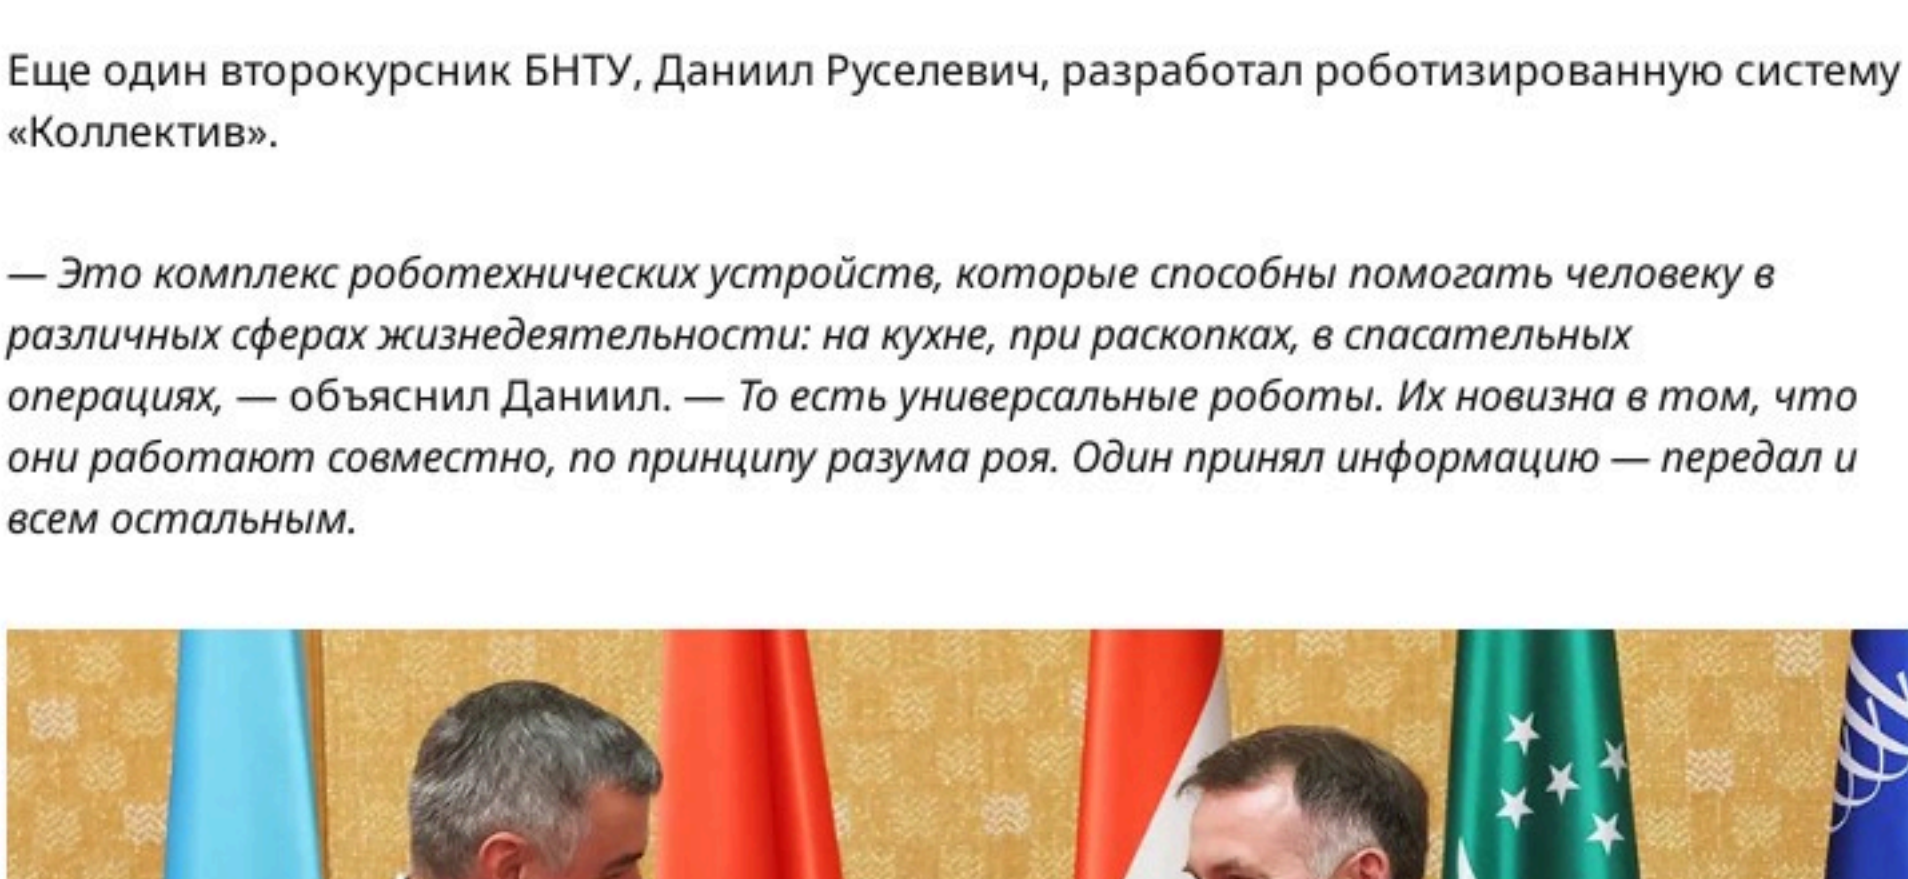 Еще один второкурсник БНТУ, Даниил Руселевич, разработал роботизированную систему
«Коллектив».
— Это комплекс роботехнических устройств, которые способны помогать человеку в
различных сферах жизнедеятельности: на кухне, при раскопках, в спасательных
операциях, — объяснил Даниил. — То есть универсальные роботы. Их новизна в том, что
они работают совместно, по принципу разума роя. Один принял информацию — передал и
всем остальным.